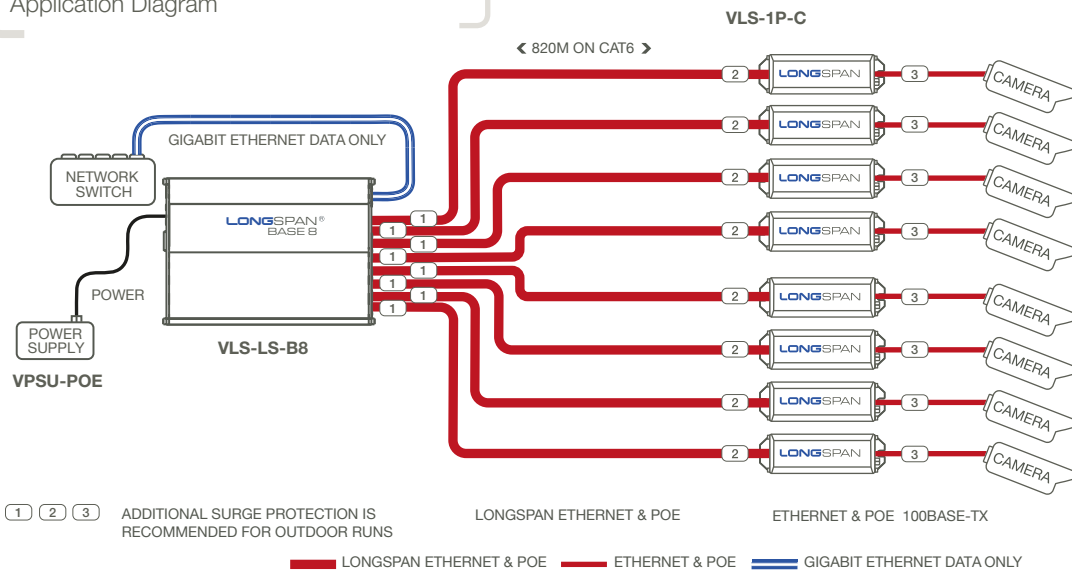 Application Diagram
VLS-1P-C
820M ON CAT6
GIGABIT ETHERNET DATA ONLY
NETWORK
SWITCH
LONGSPAN®
BASE 8
POWER
POWER
SUPPLY
VPSU-POE
VLS-LS-B8
1
1
1
1
1
1
1
1
2 LONGSPAN 3 CAMERA
2 LONGSPAN 3 CAMERA
2 LONGSPAN 3 CAMERA
2 LONGSPAN 3 CAMERA
2 LONGSPAN 3 CAMERA
2 LONGSPAN 3 CAMERA
2 LONGSPAN 3 CAMERA
2 LONGSPAN 3 CAMERA
1 2 3 ADDITIONAL SURGE PROTECTION IS
RECOMMENDED FOR OUTDOOR RUNS
LONGSPAN ETHERNET & POE
ETHERNET & POE 100BASE-TX
LONGSPAN ETHERNET & POE ETHERNET & POE GIGABIT ETHERNET DATA ONLY